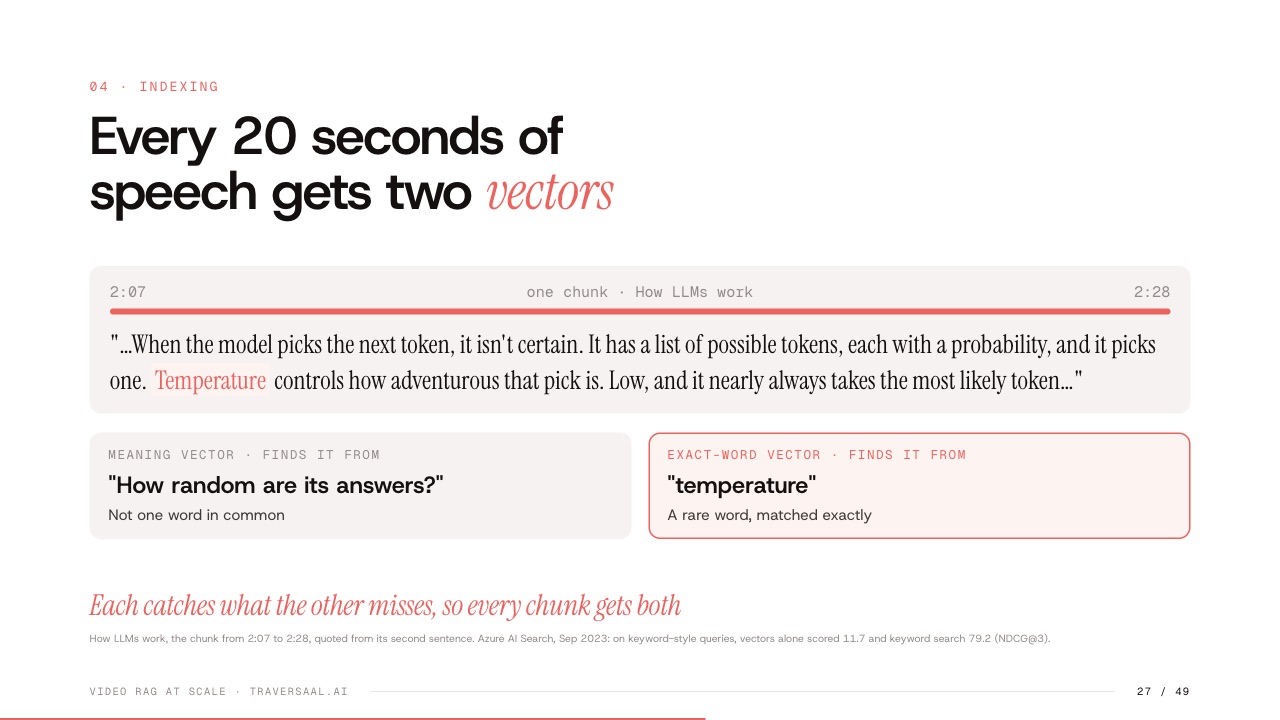 04 · INDEXING
Every 20 seconds of
speech gets two vectors
2:07
one chunk · How LLMs work
2:28
"...When the model picks the next token, it isn't certain. It has a list of possible tokens, each with a probability, and it picks
one. Temperature controls how adventurous that pick is. Low, and it nearly always takes the most likely token..."
MEANING VECTOR · FINDS IT FROM
"How random are its answers?"
Not one word in common
EXACT-WORD VECTOR · FINDS IT FROM
"temperature"
A rare word, matched exactly
Each catches what the other misses, so every chunk gets both
How LLMs work, the chunk from 2:07 to 2:28, quoted from its second sentence. Azure AI Search, Sep 2023: on keyword-style queries, vectors alone scored 11.7 and keyword search 79.2 (NDCG@3).
VIDEO RAG AT SCALE · TRAVERSAAL.AI
27 / 49